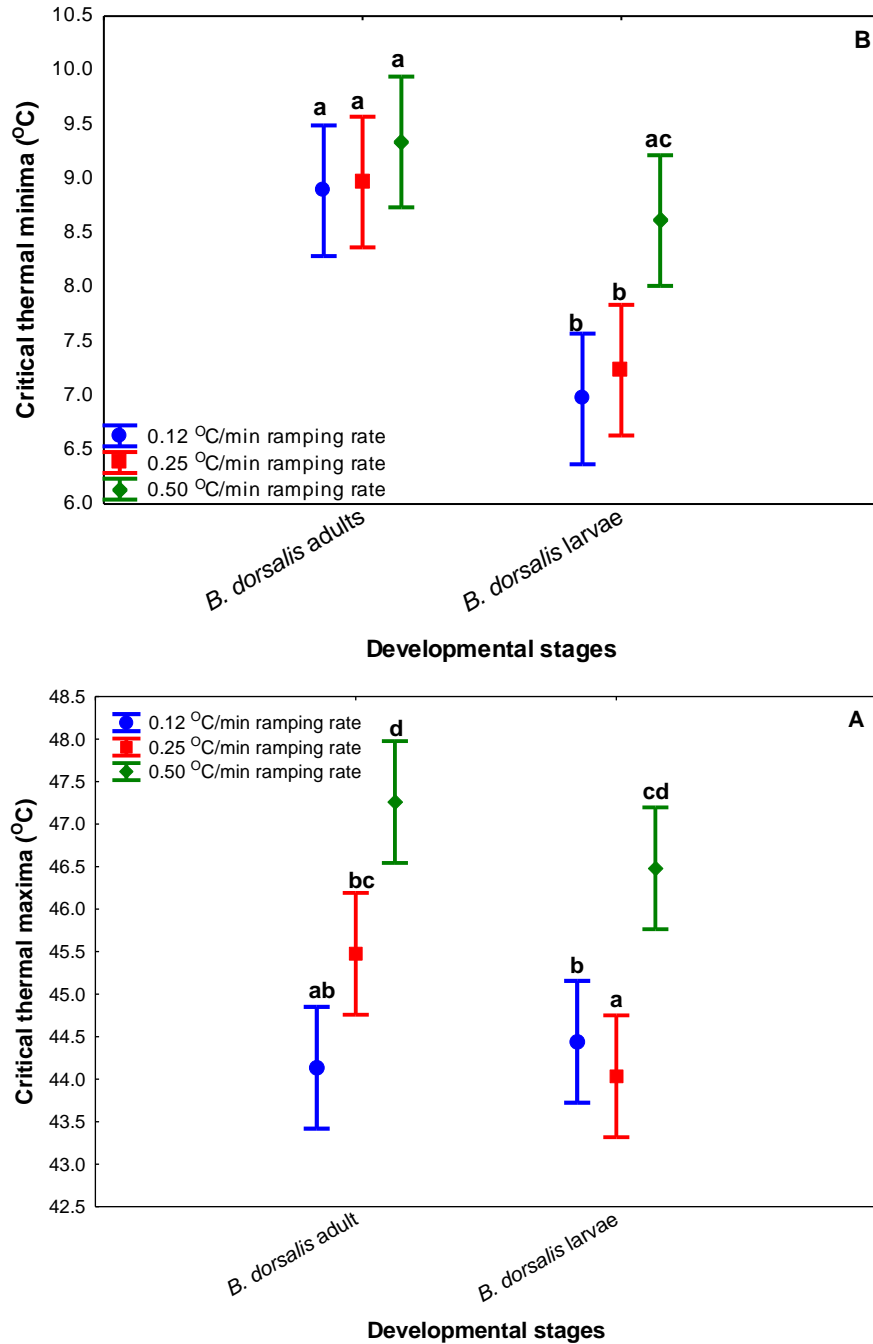 B
Critical thermal minima (OC)
10.5
10.0
9.5
9.0
8.5
8.0
7.5
7.0
6.5
6.0
a
a
a
ac
b
b
0.12 OC/min ramping rate
0.25 OC/min ramping rate
0.50 OC/min ramping rate
B. dorsalis adults
B. dorsalis larvae
Developmental stages
A
Critical thermal maxima (OC)
48.5
48.0
47.5
47.0
46.5
46.0
45.5
45.0
44.5
44.0
43.5
43.0
42.5
0.12 OC/min ramping rate
0.25 OC/min ramping rate
0.50 OC/min ramping rate
d
cd
bc
b
ab
a
B. dorsalis adult
B. dorsalis larvae
Developmental stages